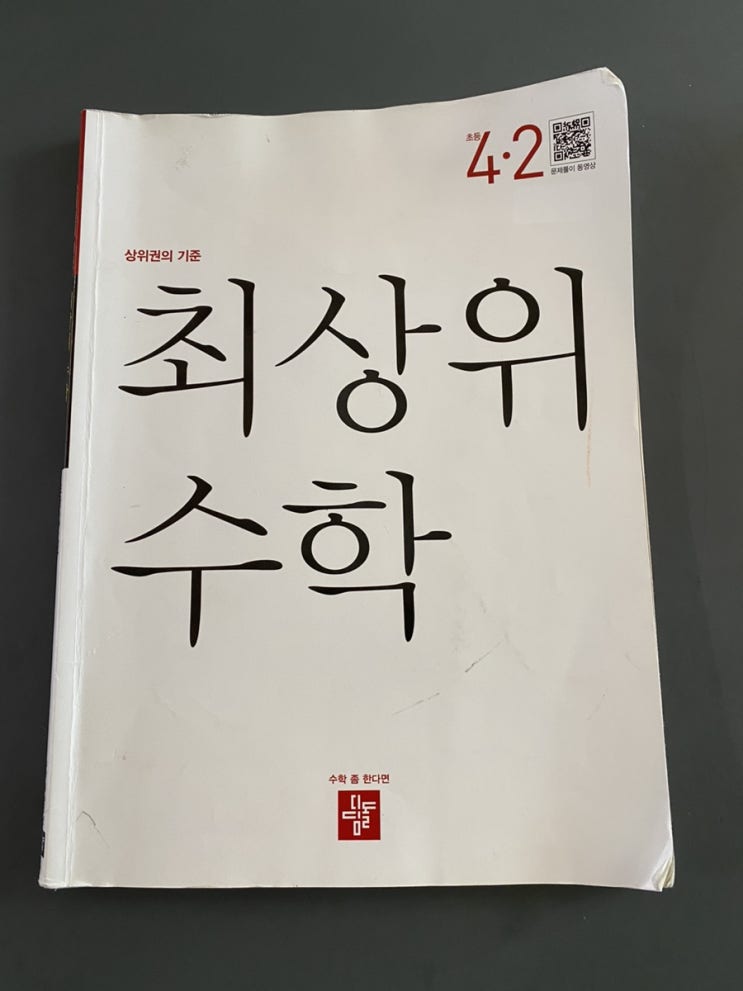 초등
4·2
문제풀이 동영상
상위권의 기준
최상위
수학
수학 좀 한다면
디딤돌